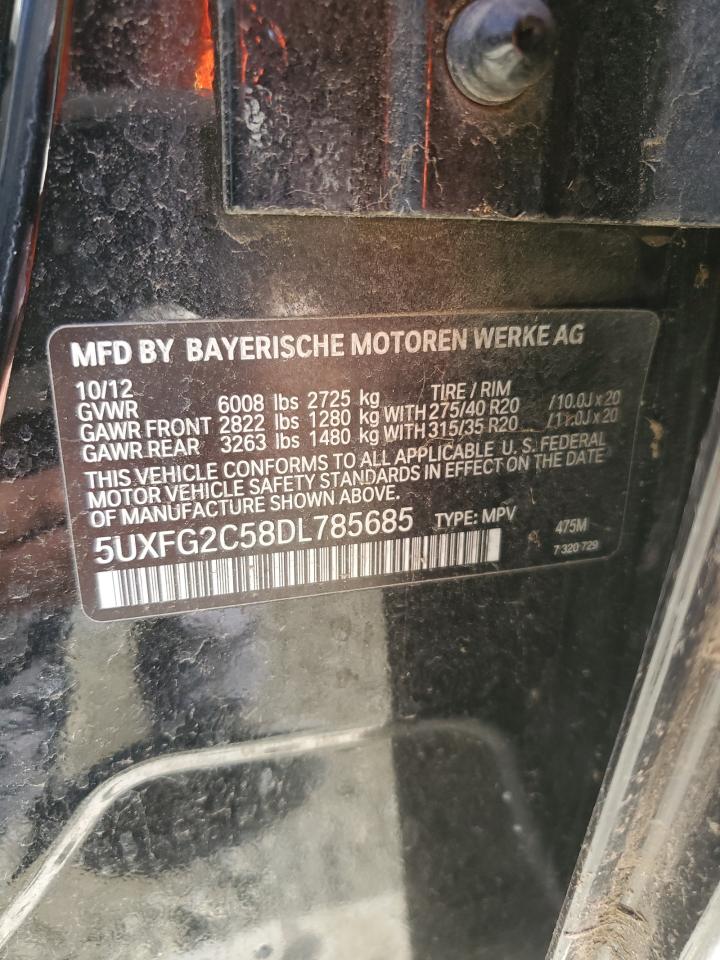 MFD BY BAYERISCHE MOTOREN WERKE AG
10/12 TIRE / RIM
GVWR 6008 lbs 2725 kg
GAWR FRONT 2822 lbs 1280 kg WITH 275/40 R20 /10.0J x 20
GAWR REAR 3263 lbs 1480 kg WITH 315/35 R20 /11.0J x 20
THIS VEHICLE CONFORMS TO ALL APPLICABLE U. S. FEDERAL
MOTOR VEHICLE SAFETY STANDARDS IN EFFECT ON THE DATE
OF MANUFACTURE SHOWN ABOVE.
5UXFG2C58DL785685 TYPE: MPV 475M
7 320 729